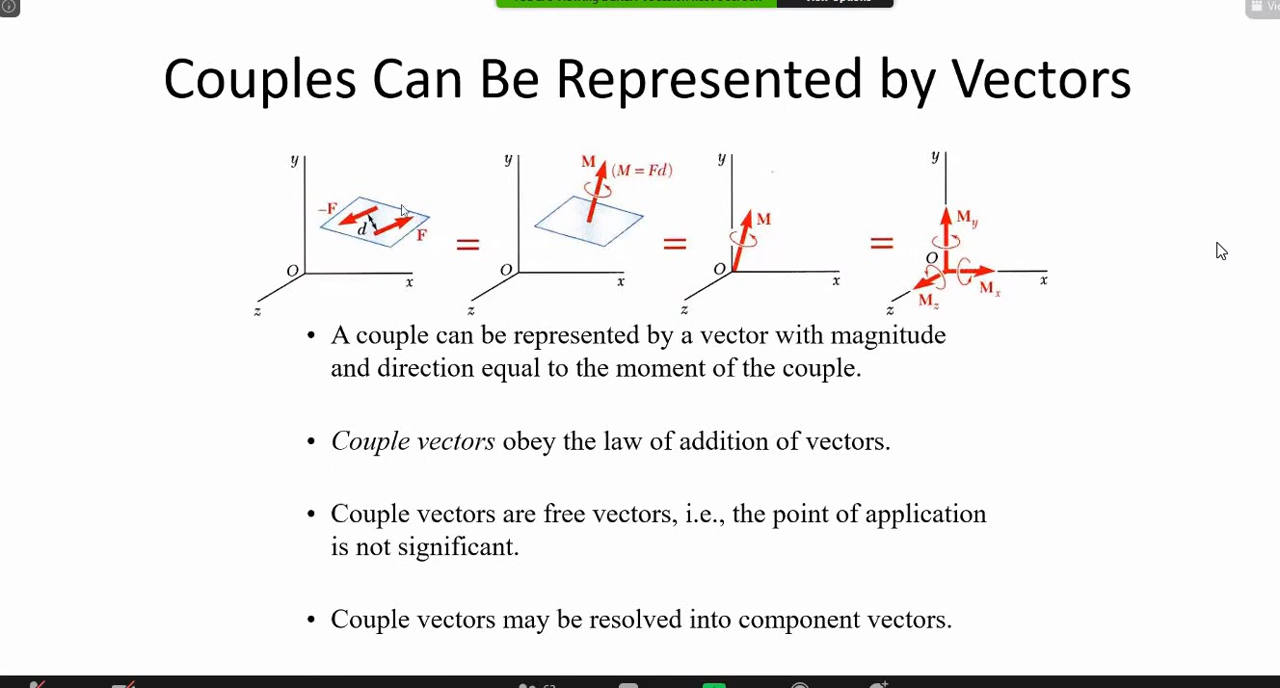 Couples Can Be Represented by Vectors
y
-F
d
F
O
x
z
=
y
M
(M = Fd)
O
x
z
=
y
M
O
x
z
=
y
My
O
Mx
x
Mz
z
• A couple can be represented by a vector with magnitude
and direction equal to the moment of the couple.
• Couple vectors obey the law of addition of vectors.
• Couple vectors are free vectors, i.e., the point of application
is not significant.
• Couple vectors may be resolved into component vectors.